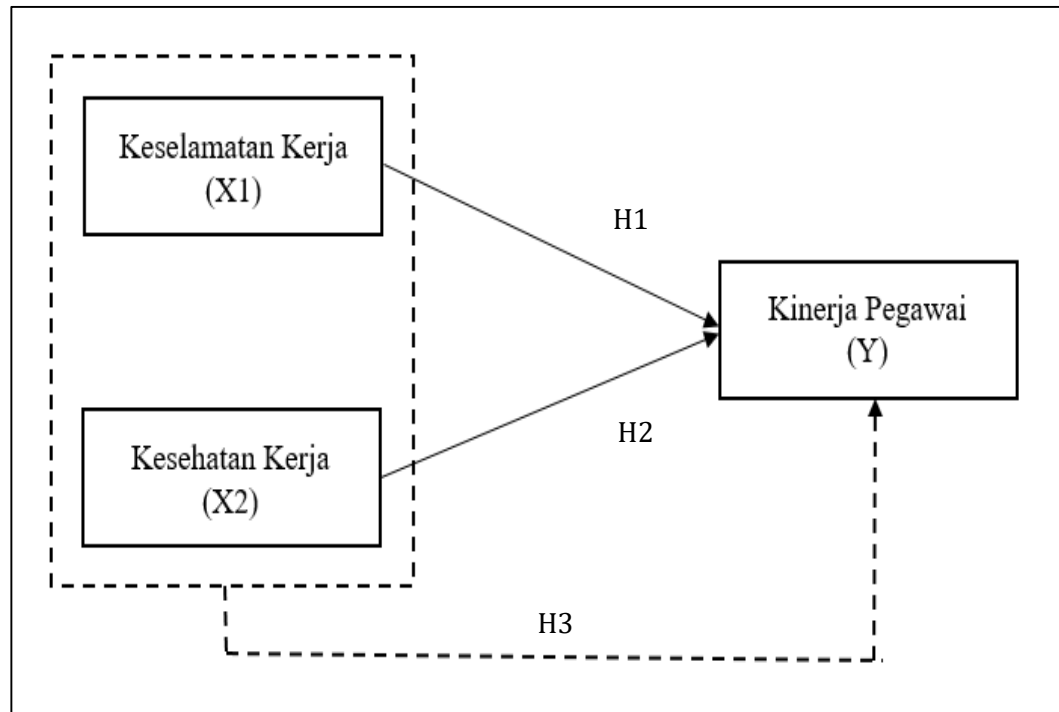 Keselamatan Kerja
(X1)
H1
Kinerja Pegawai
(Y)
Kesehatan Kerja
(X2)
H2
H3